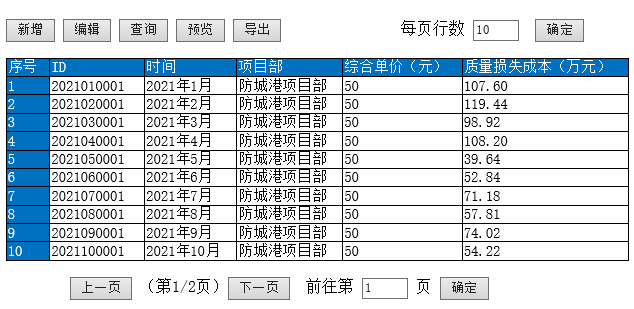 新增 编辑 查询 预览 导出 每页行数 10 确定
序号 ID 时间 项目部 综合单价（元） 质量损失成本（万元）
1 2021010001 2021年1月 防城港项目部 50 107.60
2 2021020001 2021年2月 防城港项目部 50 119.44
3 2021030001 2021年3月 防城港项目部 50 98.92
4 2021040001 2021年4月 防城港项目部 50 108.20
5 2021050001 2021年5月 防城港项目部 50 39.64
6 2021060001 2021年6月 防城港项目部 50 52.84
7 2021070001 2021年7月 防城港项目部 50 71.18
8 2021080001 2021年8月 防城港项目部 50 57.81
9 2021090001 2021年9月 防城港项目部 50 74.02
10 2021100001 2021年10月 防城港项目部 50 54.22
上一页 （第1/2页） 下一页 前往第 1 页 确定